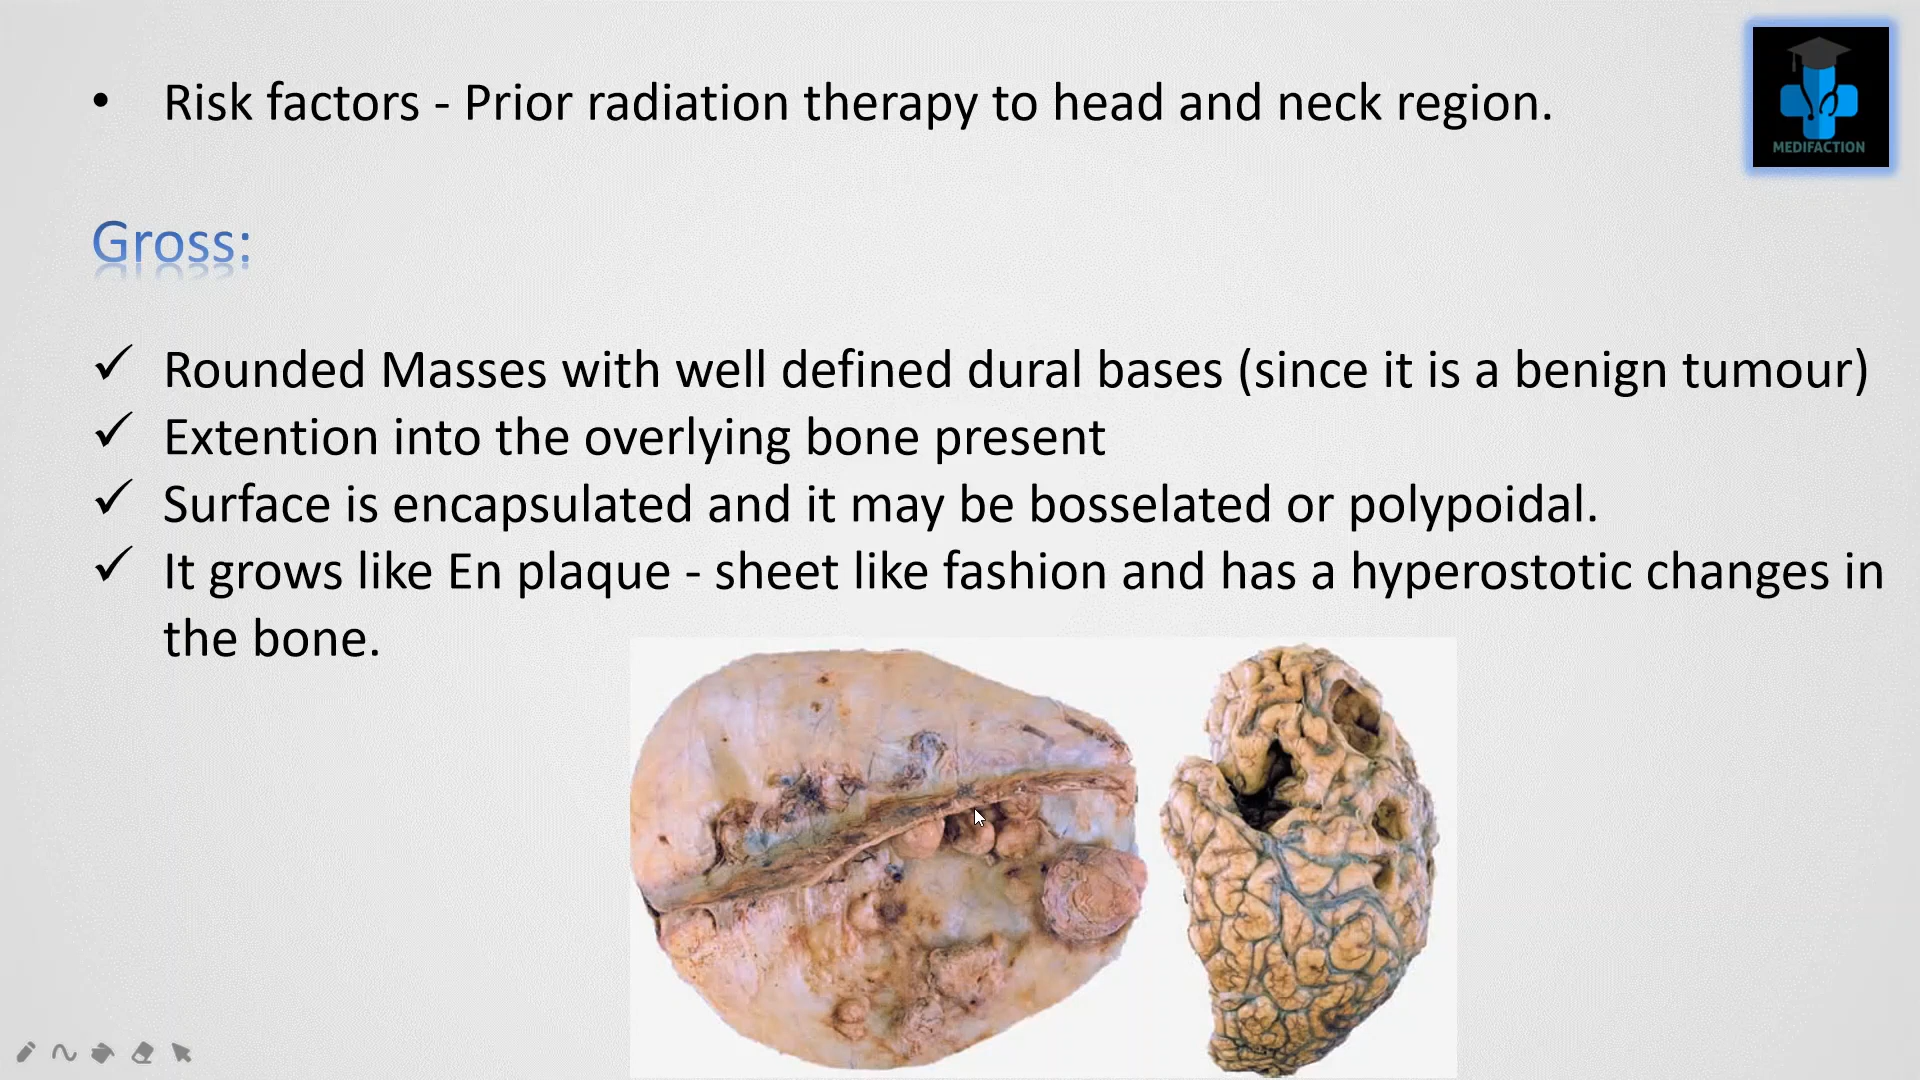 • Risk factors - Prior radiation therapy to head and neck region.
MEDIFACTION
Gross:
✓ Rounded Masses with well defined dural bases (since it is a benign tumour)
✓ Extention into the overlying bone present
✓ Surface is encapsulated and it may be bosselated or polypoidal.
✓ It grows like En plaque - sheet like fashion and has a hyperostotic changes in
the bone.